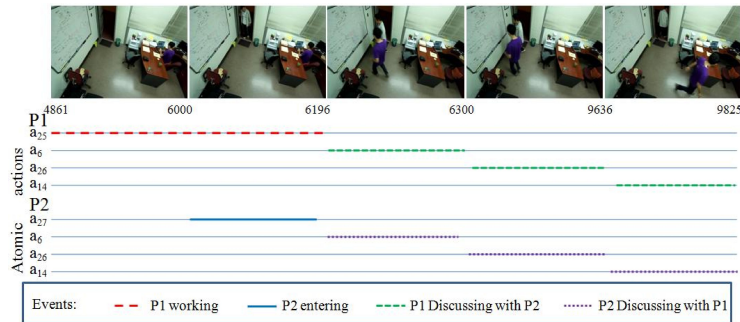 4861 6000 6196 6300 9636 9825
P1
a25
a6
a26
a14
actions
P2
a27
a6
a26
a14
Atomic
Events: P1 working P2 entering P1 Discussing with P2 P2 Discussing with P1